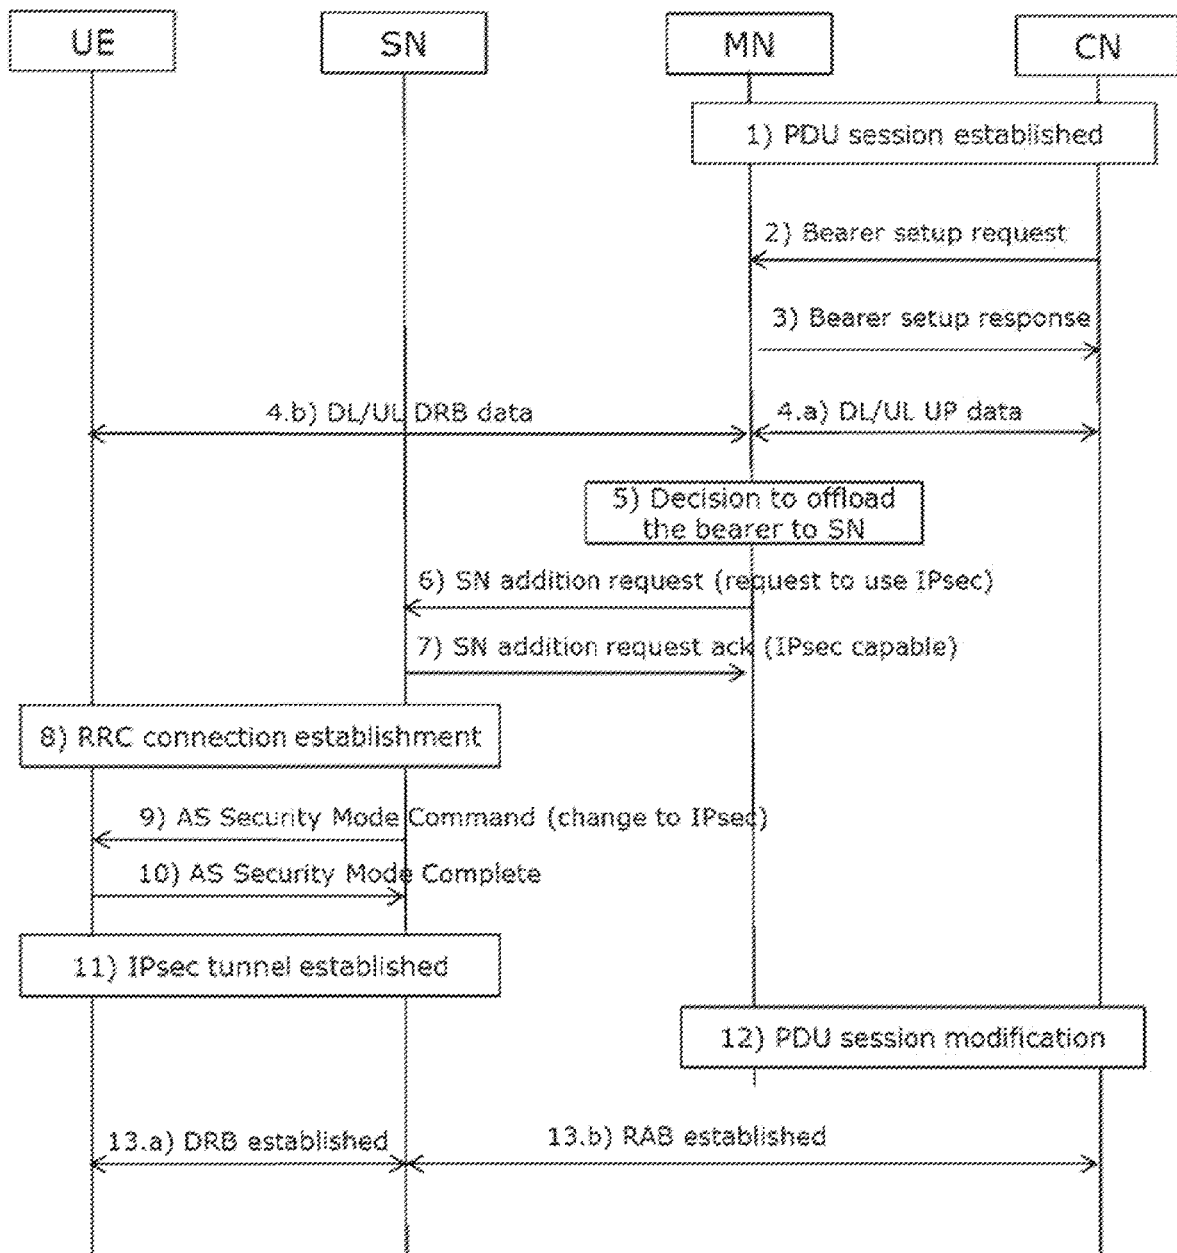 UE
SN
MN
CN
1) PDU session established
2) Bearer setup request
3) Bearer setup response
4.b) DL/UL DRB data
4.a) DL/UL UP data
5) Decision to offload
the bearer to SN
6) SN addition request (request to use IPsec)
7) SN addition request ack (IPsec capable)
8) RRC connection establishment
9) AS Security Mode Command (change to IPsec)
10) AS Security Mode Complete
11) IPsec tunnel established
12) PDU session modification
13.a) DRB established
13.b) RAB established